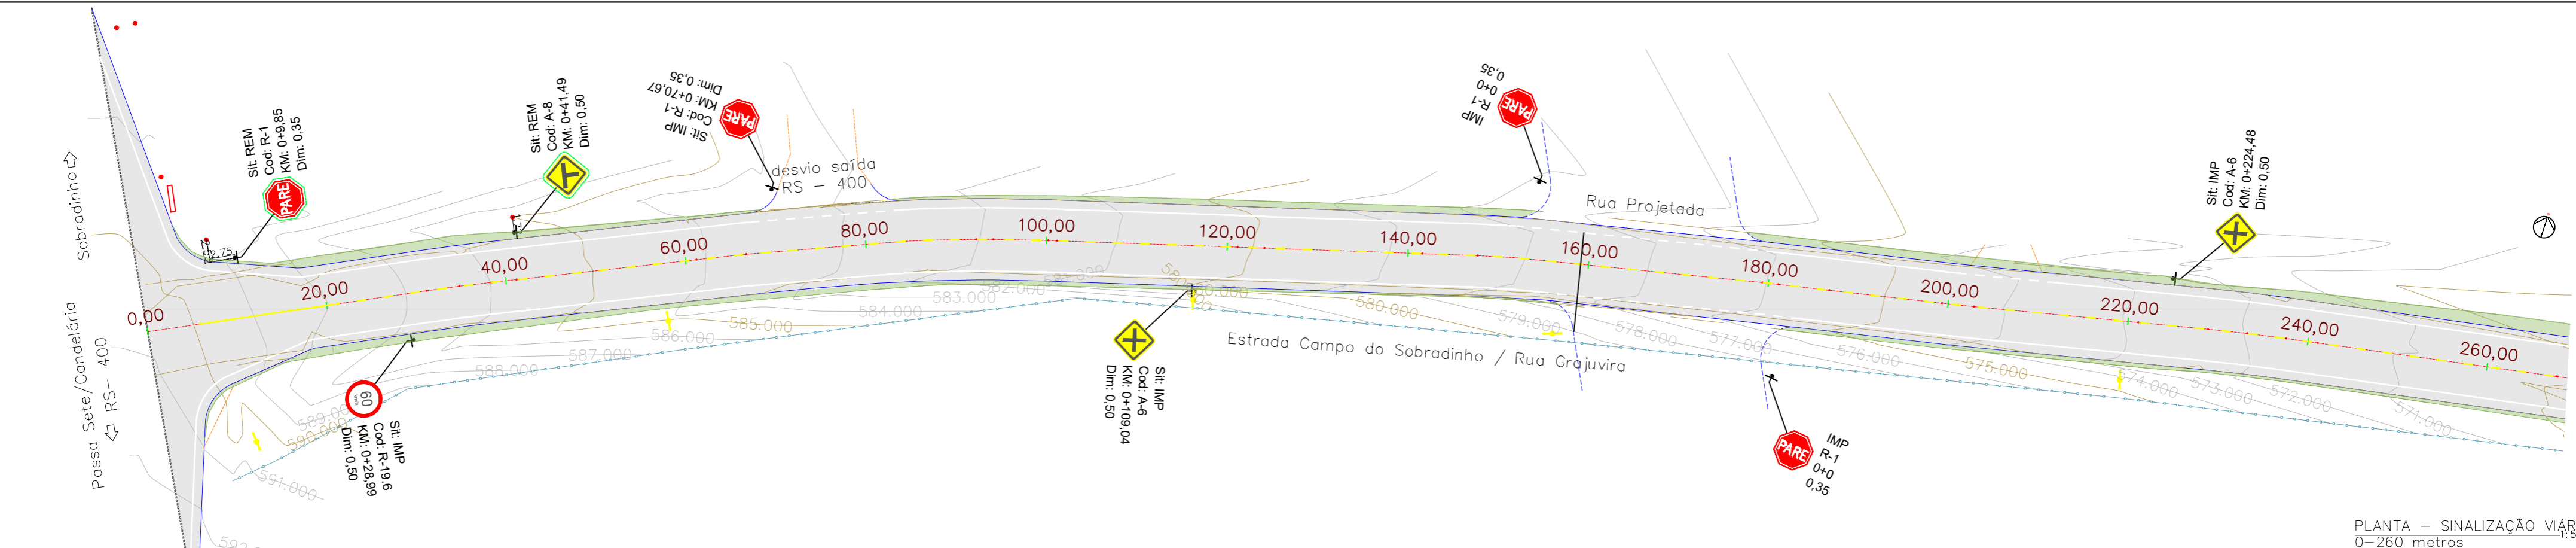 Sobradinho
Passa Sete/Candelária
RS- 400
Sit: REM
Cod: R-1
KM: 0+9,85
Dim: 0,35
PARE
2.75
Sit: REM
Cod: A-8
KM: 0+41,49
Dim: 0,50
Sit: IMP
Cod: R-1
KM: 0+70,67
Dim: 0,35
PARE
desvio saída
RS - 400
IMP
R-1
0+0
0,35
PARE
Rua Projetada
Sit: IMP
Cod: A-6
KM: 0+224,48
Dim: 0,50
0,00
20,00
40,00
60,00
80,00
100,00
120,00
140,00
160,00
180,00
200,00
220,00
240,00
260,00
60
Sit: IMP
Cod: R-19.6
KM: 0+28,99
Dim: 0,50
Sit: IMP
Cod: A-6
KM: 0+109,04
Dim: 0,50
Estrada Campo do Sobradinho / Rua Grajuvira
PARE
IMP
R-1
0+0
0,35
591.000
590.000
588.000
587.000
586.000
585.000
584.000
583.000
582.000
581.000
580.000
579.000
578.000
577.000
576.000
575.000
574.000
573.000
572.000
571.000
PLANTA - SINALIZAÇÃO VIÁR
1:5
0-260 metros